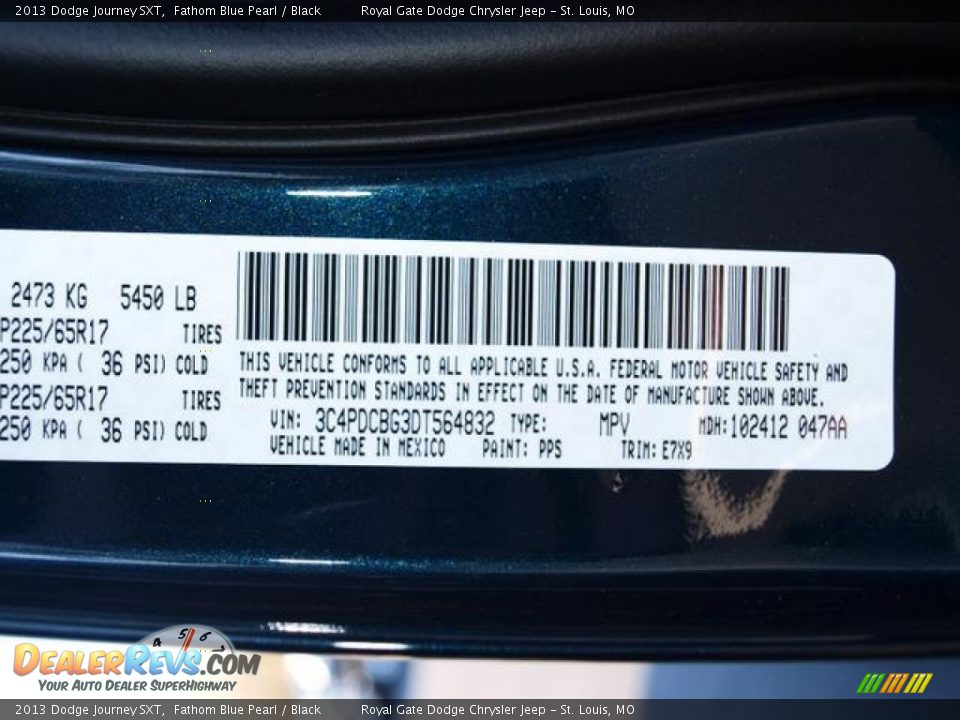 2013 Dodge Journey SXT, Fathom Blue Pearl / Black Royal Gate Dodge Chrysler Jeep - St. Louis, MO
2473 KG 5450 LB
P225/65R17 TIRES
250 KPA ( 36 PSI) COLD
P225/65R17 TIRES
250 KPA ( 36 PSI) COLD
THIS VEHICLE CONFORMS TO ALL APPLICABLE U.S.A. FEDERAL MOTOR VEHICLE SAFETY AND
THEFT PREVENTION STANDARDS IN EFFECT ON THE DATE OF MANUFACTURE SHOWN ABOVE.
VIN: 3C4PDCBG3DT564832 TYPE: MPV MDH:102412 047AA
VEHICLE MADE IN MEXICO PAINT: PPS TRIM: E7X9
4 5 6
DEALERREVS.COM
YOUR AUTO DEALER SUPERHIGHWAY
2013 Dodge Journey SXT, Fathom Blue Pearl / Black Royal Gate Dodge Chrysler Jeep - St. Louis, MO